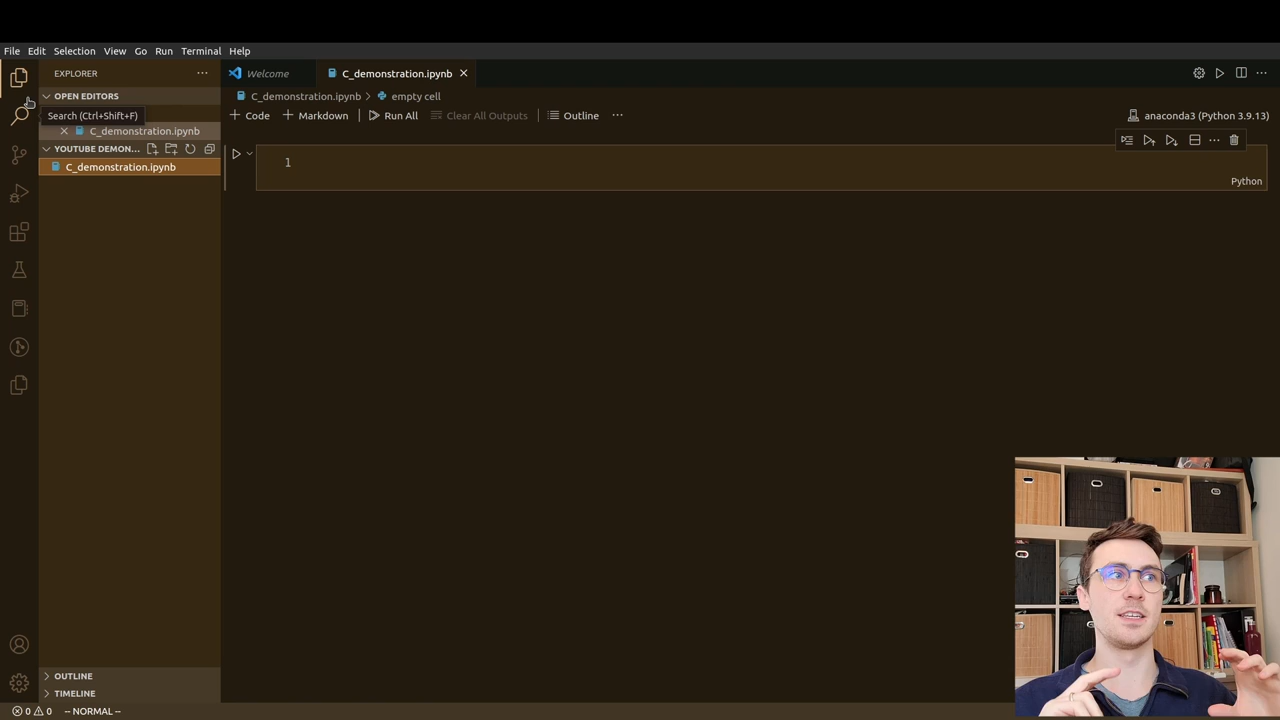 File Edit Selection View Go Run Terminal Help
EXPLORER ···
Welcome
C_demonstration.ipynb
OPEN EDITORS
C_demonstration.ipynb > empty cell
Search (Ctrl+Shift+F)
+ Code + Markdown Run All Clear All Outputs Outline ···
anaconda3 (Python 3.9.13)
C_demonstration.ipynb
YOUTUBE DEMON...
C_demonstration.ipynb
1
Python
OUTLINE
TIMELINE
0 0 -- NORMAL --